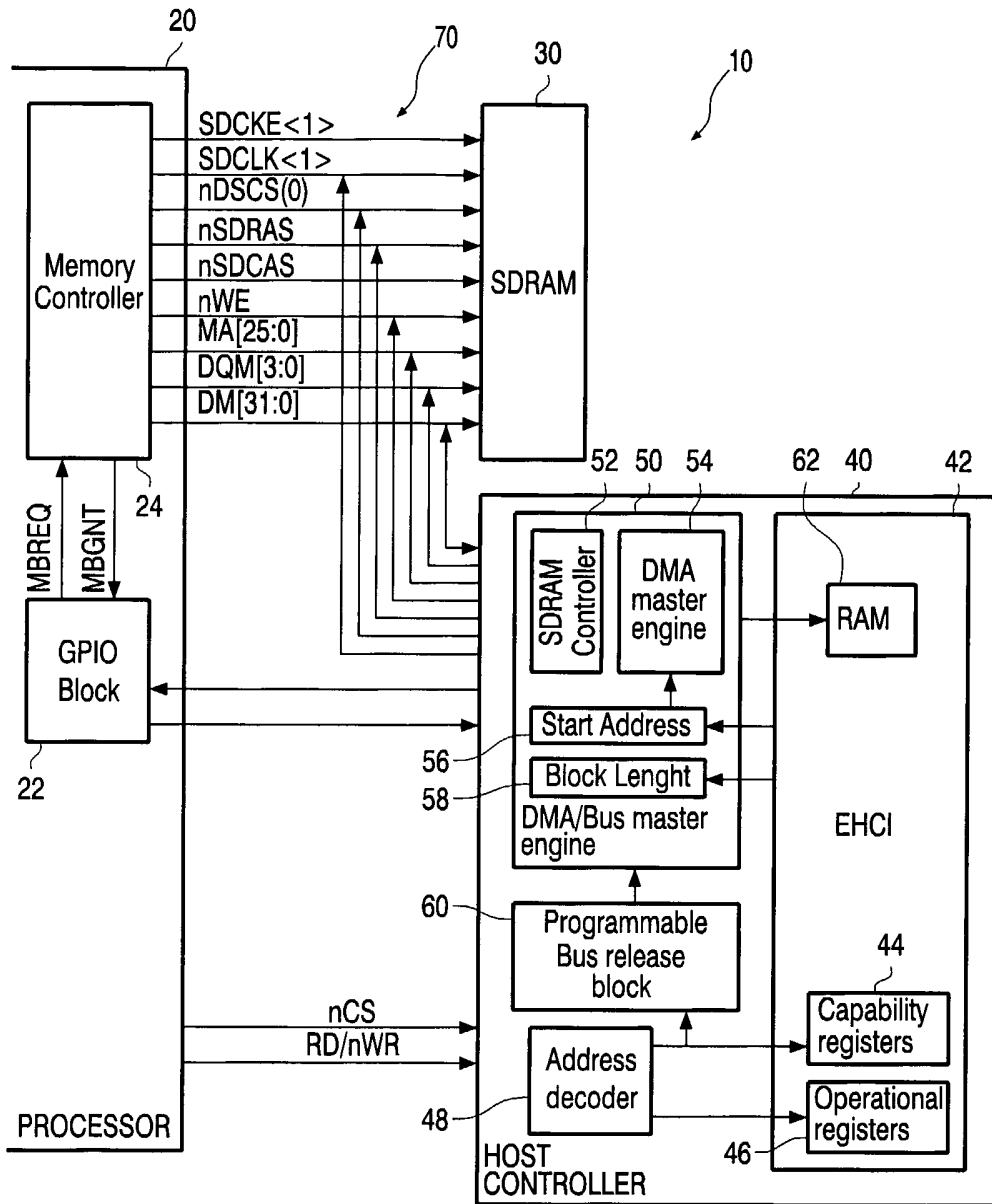 20
70
30
10
SDCKE<1>
SDCLK<1>
nDSCS(0)
nSDRAS
nSDCAS
nWE
MA[25:0]
DQM[3:0]
DM[31:0]
Memory
Controller
SDRAM
24
MBREQ
MBGNT
GPIO
Block
22
52
50
54
62
40
42
SDRAM
Controller
DMA
master
engine
RAM
Start Address
56
Block Lenght
58
DMA/Bus master
engine
EHCI
60
Programmable
Bus release
block
44
Capability
registers
nCS
RD/nWR
Address
decoder
48
Operational
registers
46
PROCESSOR
HOST
CONTROLLER